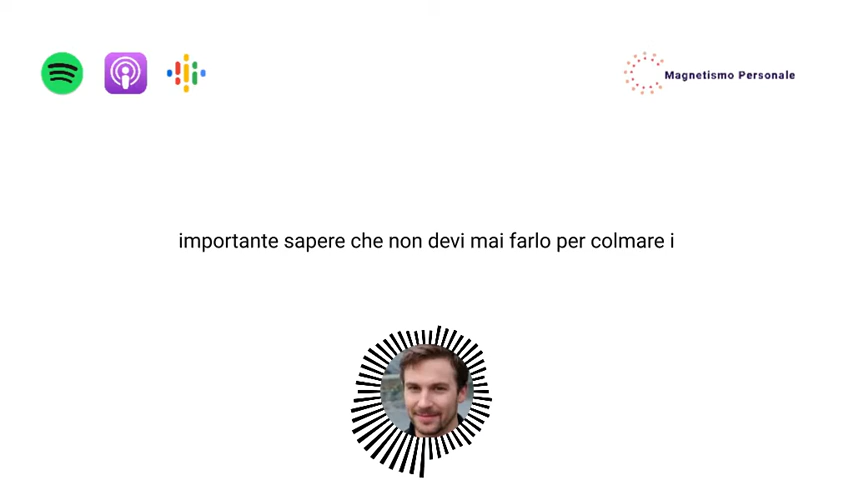 Magnetismo Personale
importante sapere che non devi mai farlo per colmare i